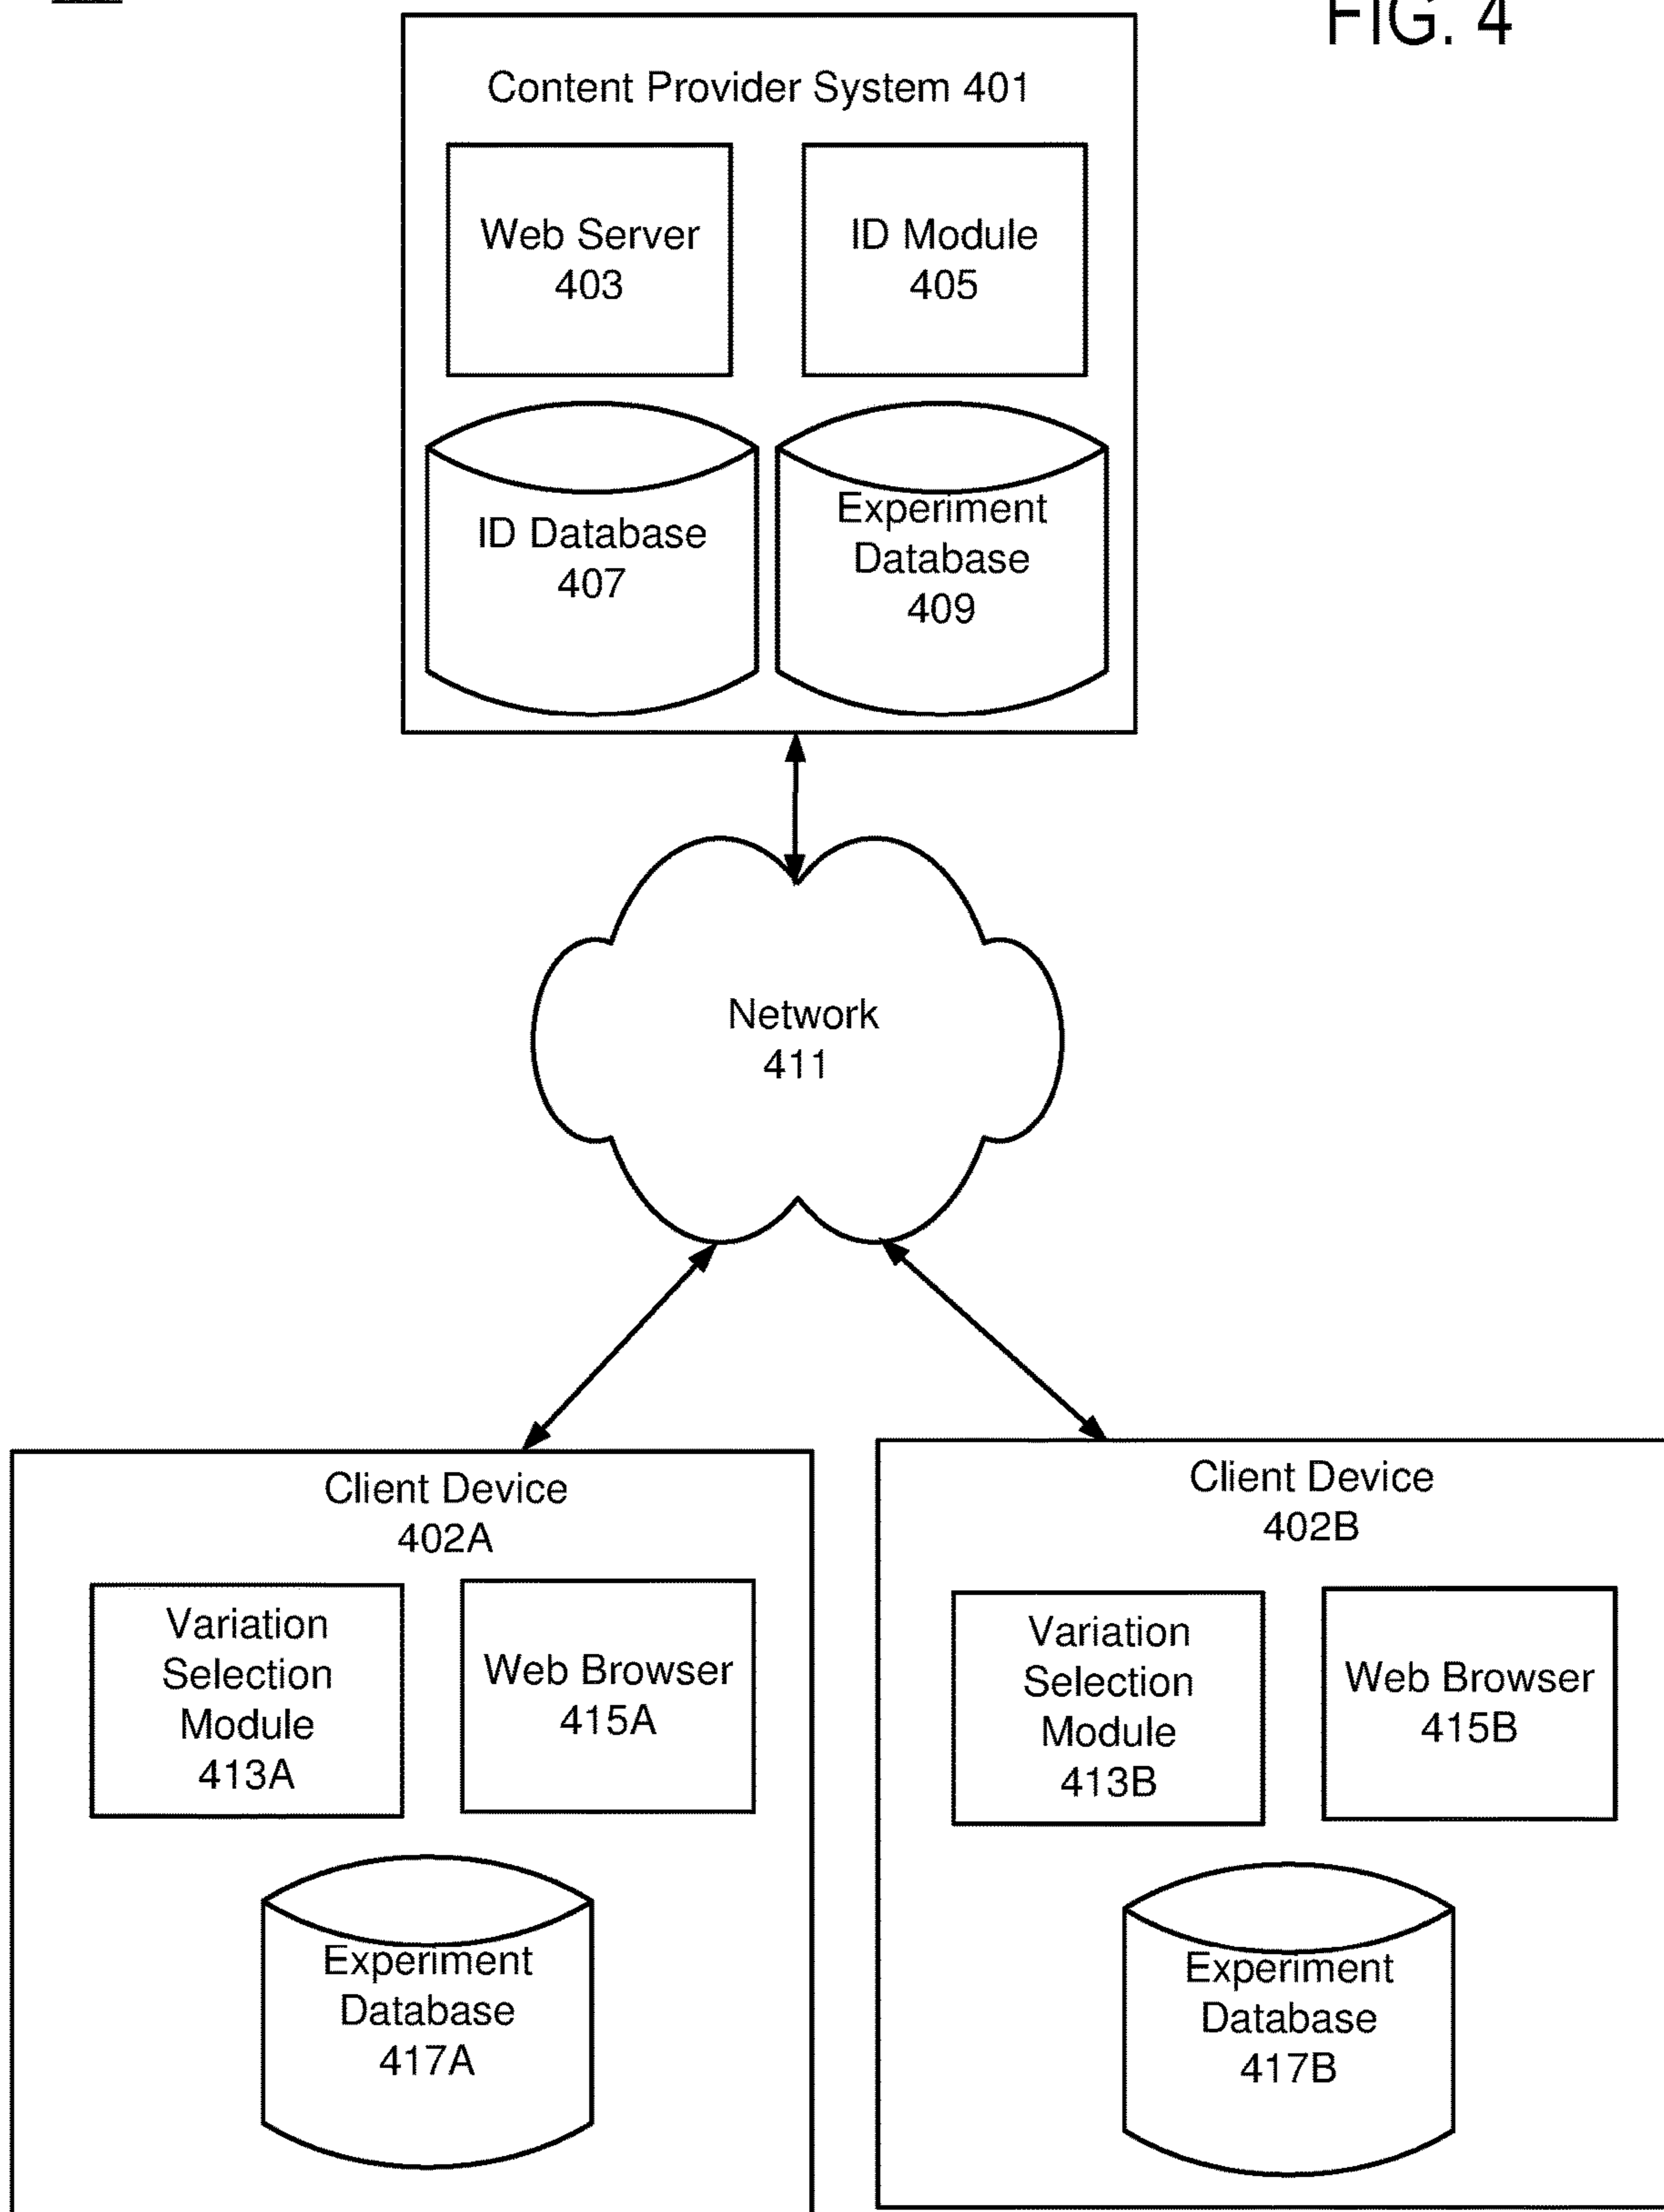 FIG. 4
Content Provider System 401
Web Server
403
ID Module
405
ID Database
407
Experiment
Database
409
Network
411
Client Device
402A
Variation
Selection
Module
413A
Web Browser
415A
Experiment
Database
417A
Client Device
402B
Variation
Selection
Module
413B
Web Browser
415B
Experiment
Database
417B